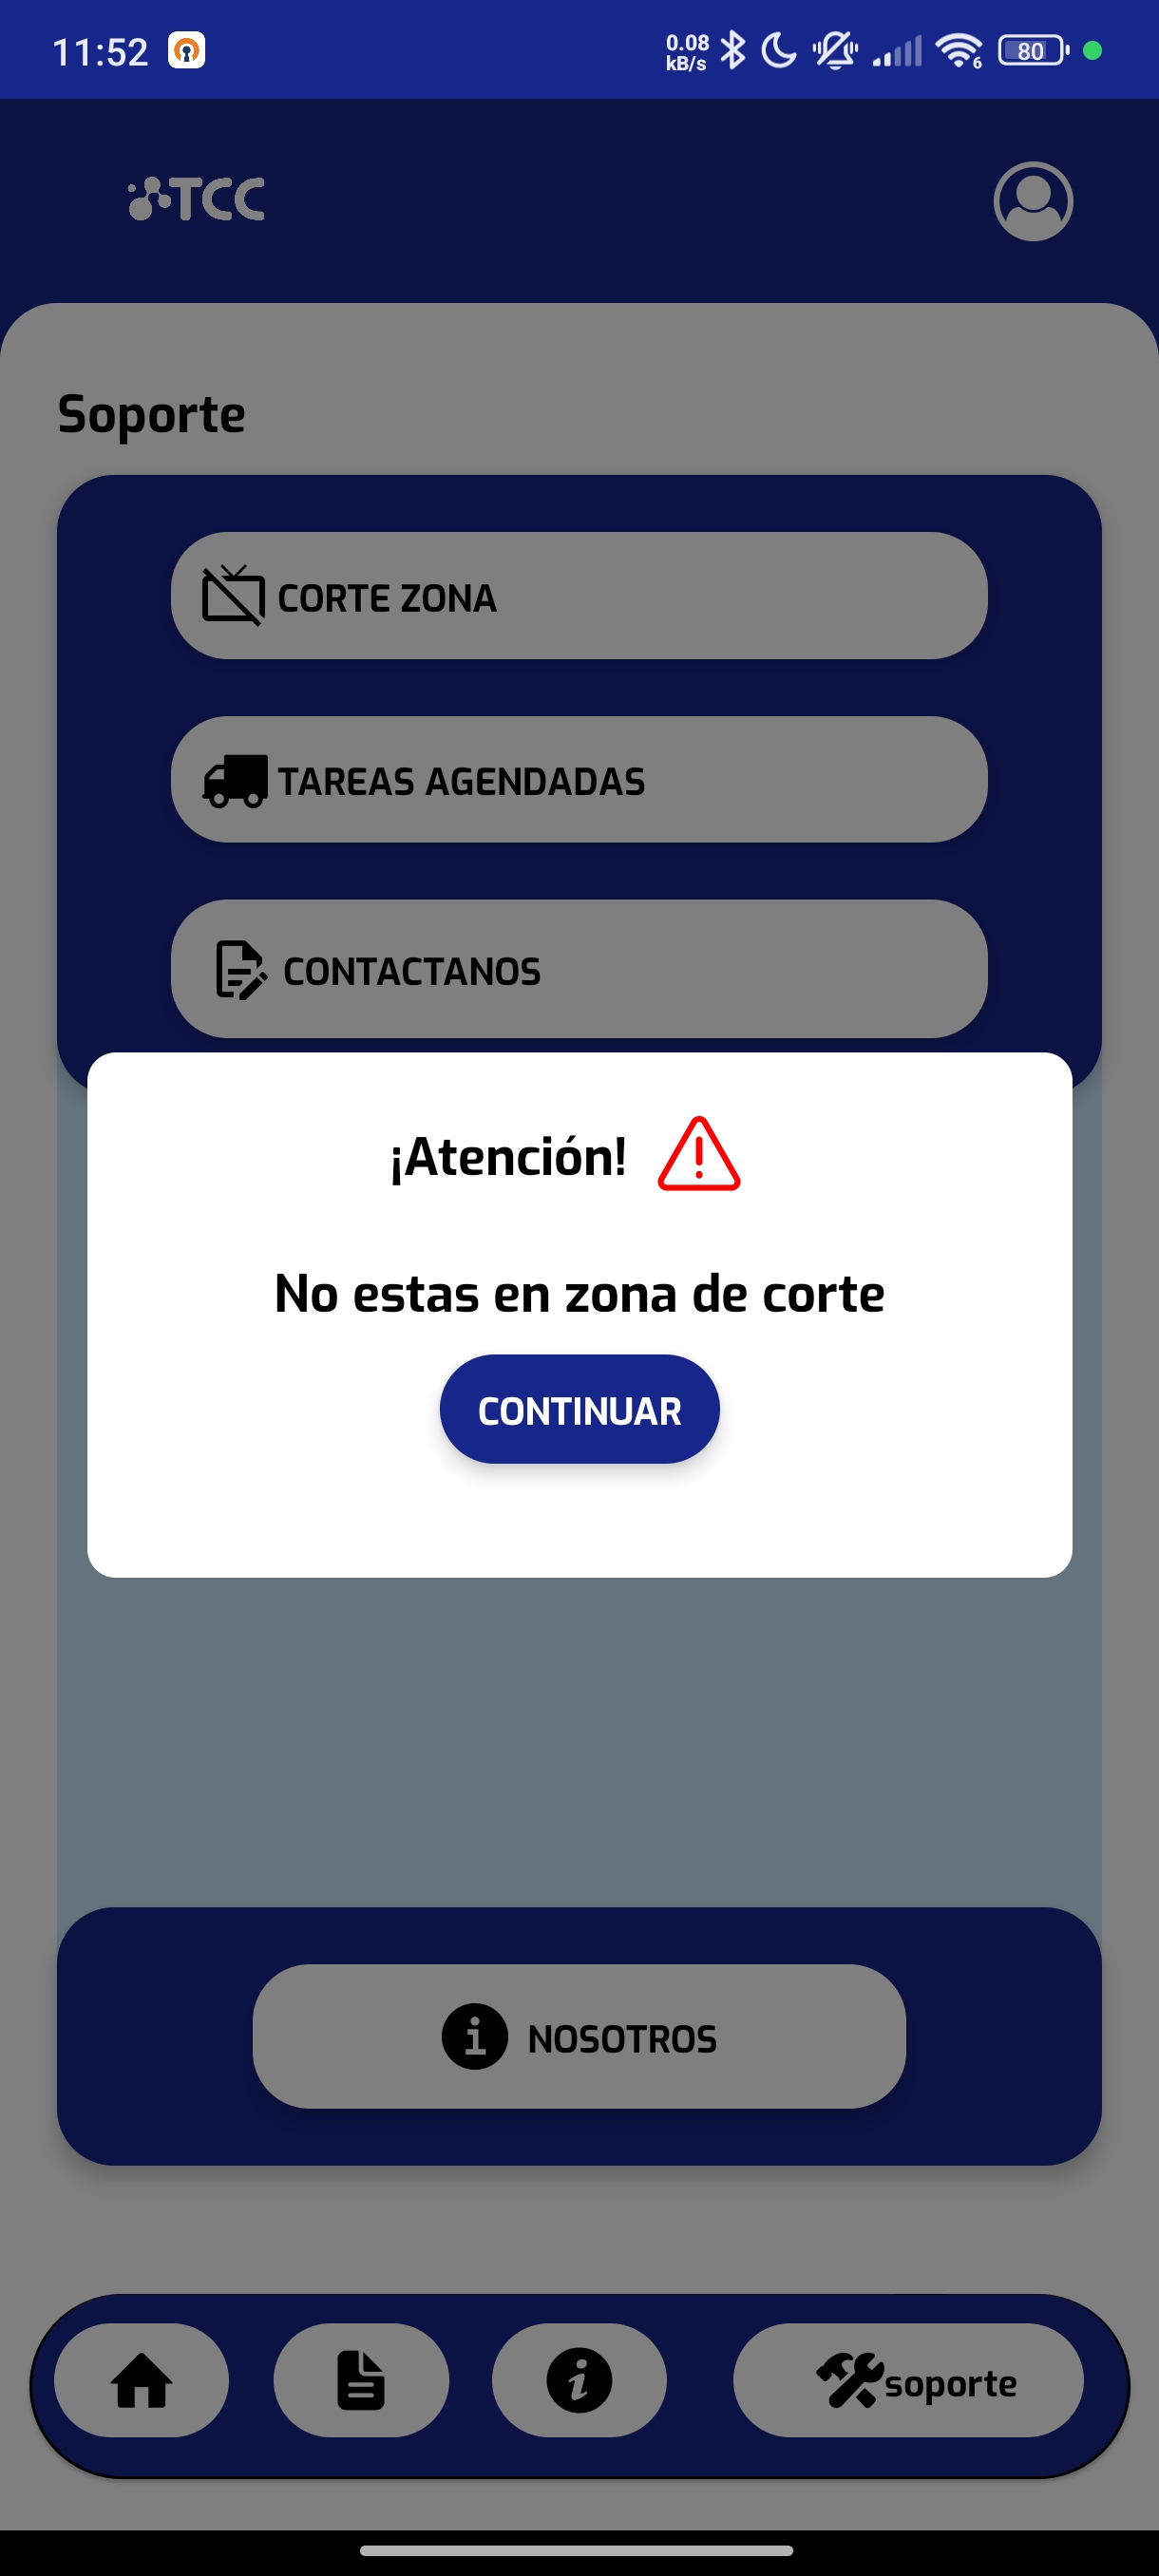 11:52
0.08
kB/s
6
80
TCC
Soporte
CORTE ZONA
TAREAS AGENDADAS
CONTACTANOS
¡Atención!
No estas en zona de corte
CONTINUAR
NOSOTROS
soporte